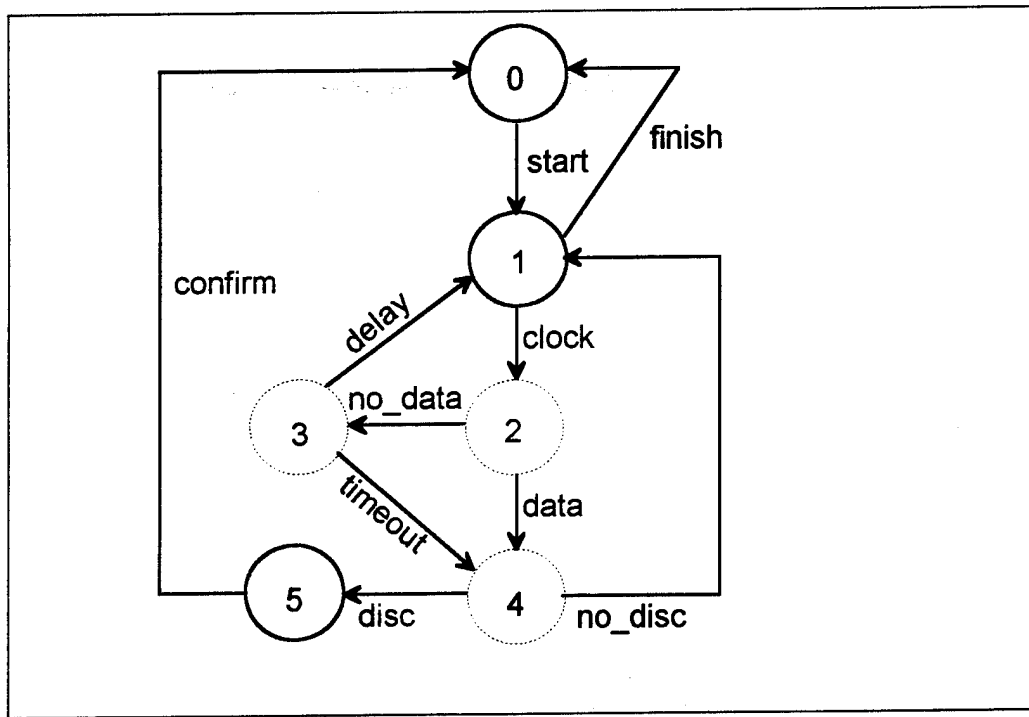 0
start
finish
1
confirm
delay
clock
no_data
3
2
timeout
data
5
disc
4
no_disc